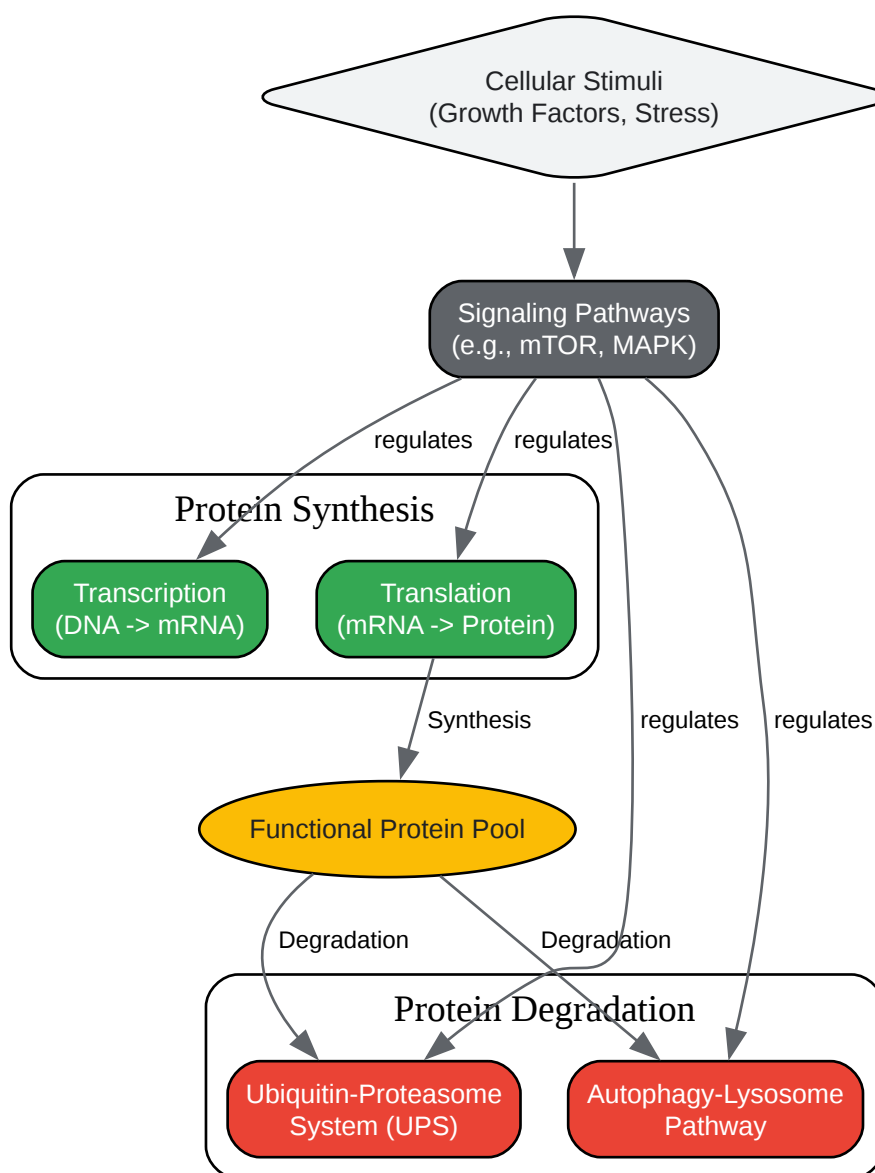 Cellular Stimuli
(Growth Factors, Stress)
Signaling Pathways
(e.g., mTOR, MAPK)
regulates
regulates
Protein Synthesis
Transcription
(DNA -> mRNA)
Translation
(mRNA -> Protein)
Synthesis
regulates
regulates
Functional Protein Pool
Degradation
Degradation
Protein Degradation
Ubiquitin-Proteasome
System (UPS)
Autophagy-Lysosome
Pathway